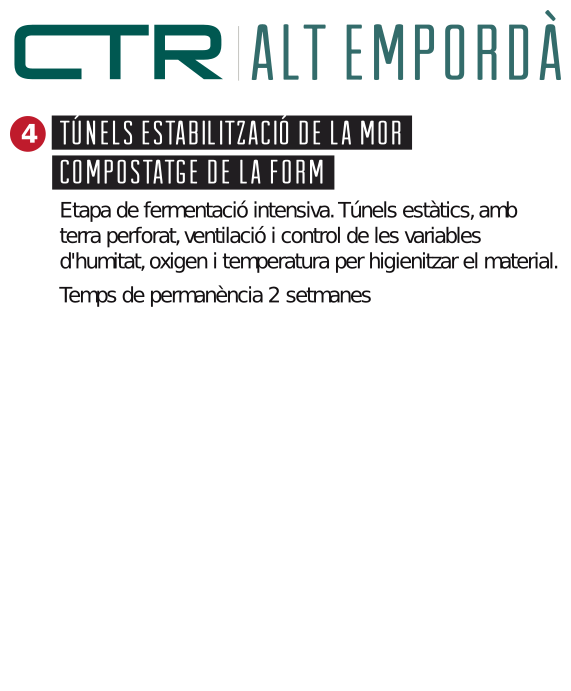 CTR ALT EMPORDÀ
4 TÚNELS ESTABILITZACIÓ DE LA MOR
COMPOSTATGE DE LA FORM
Etapa de fermentació intensiva. Túnels estàtics, amb
terra perforat, ventilació i control de les variables
d'humitat, oxigen i temperatura per higienitzar el material.
Temps de permanència 2 setmanes